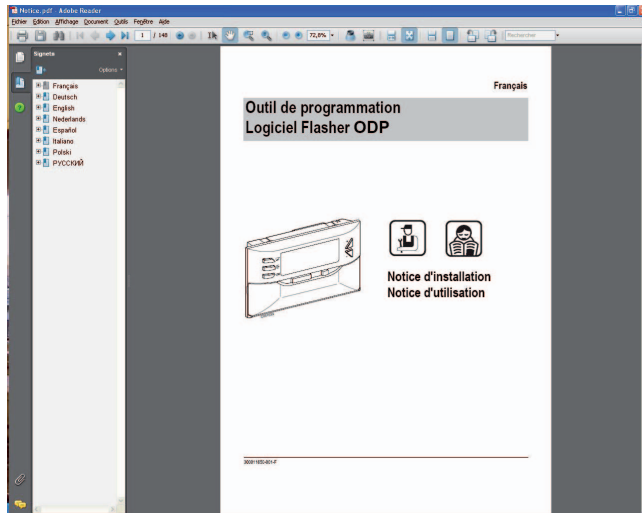 Notice.pdf - Adobe Reader
Fichier Edition Affichage Document Outils Fenêtre Aide
1 / 148 72,8% Rechercher
Signets
Options
Français
Deutsch
English
Nederlands
Español
Italiano
Polski
РУССКИЙ
Français
Outil de programmation
Logiciel Flasher ODP
Notice d'installation
Notice d'utilisation